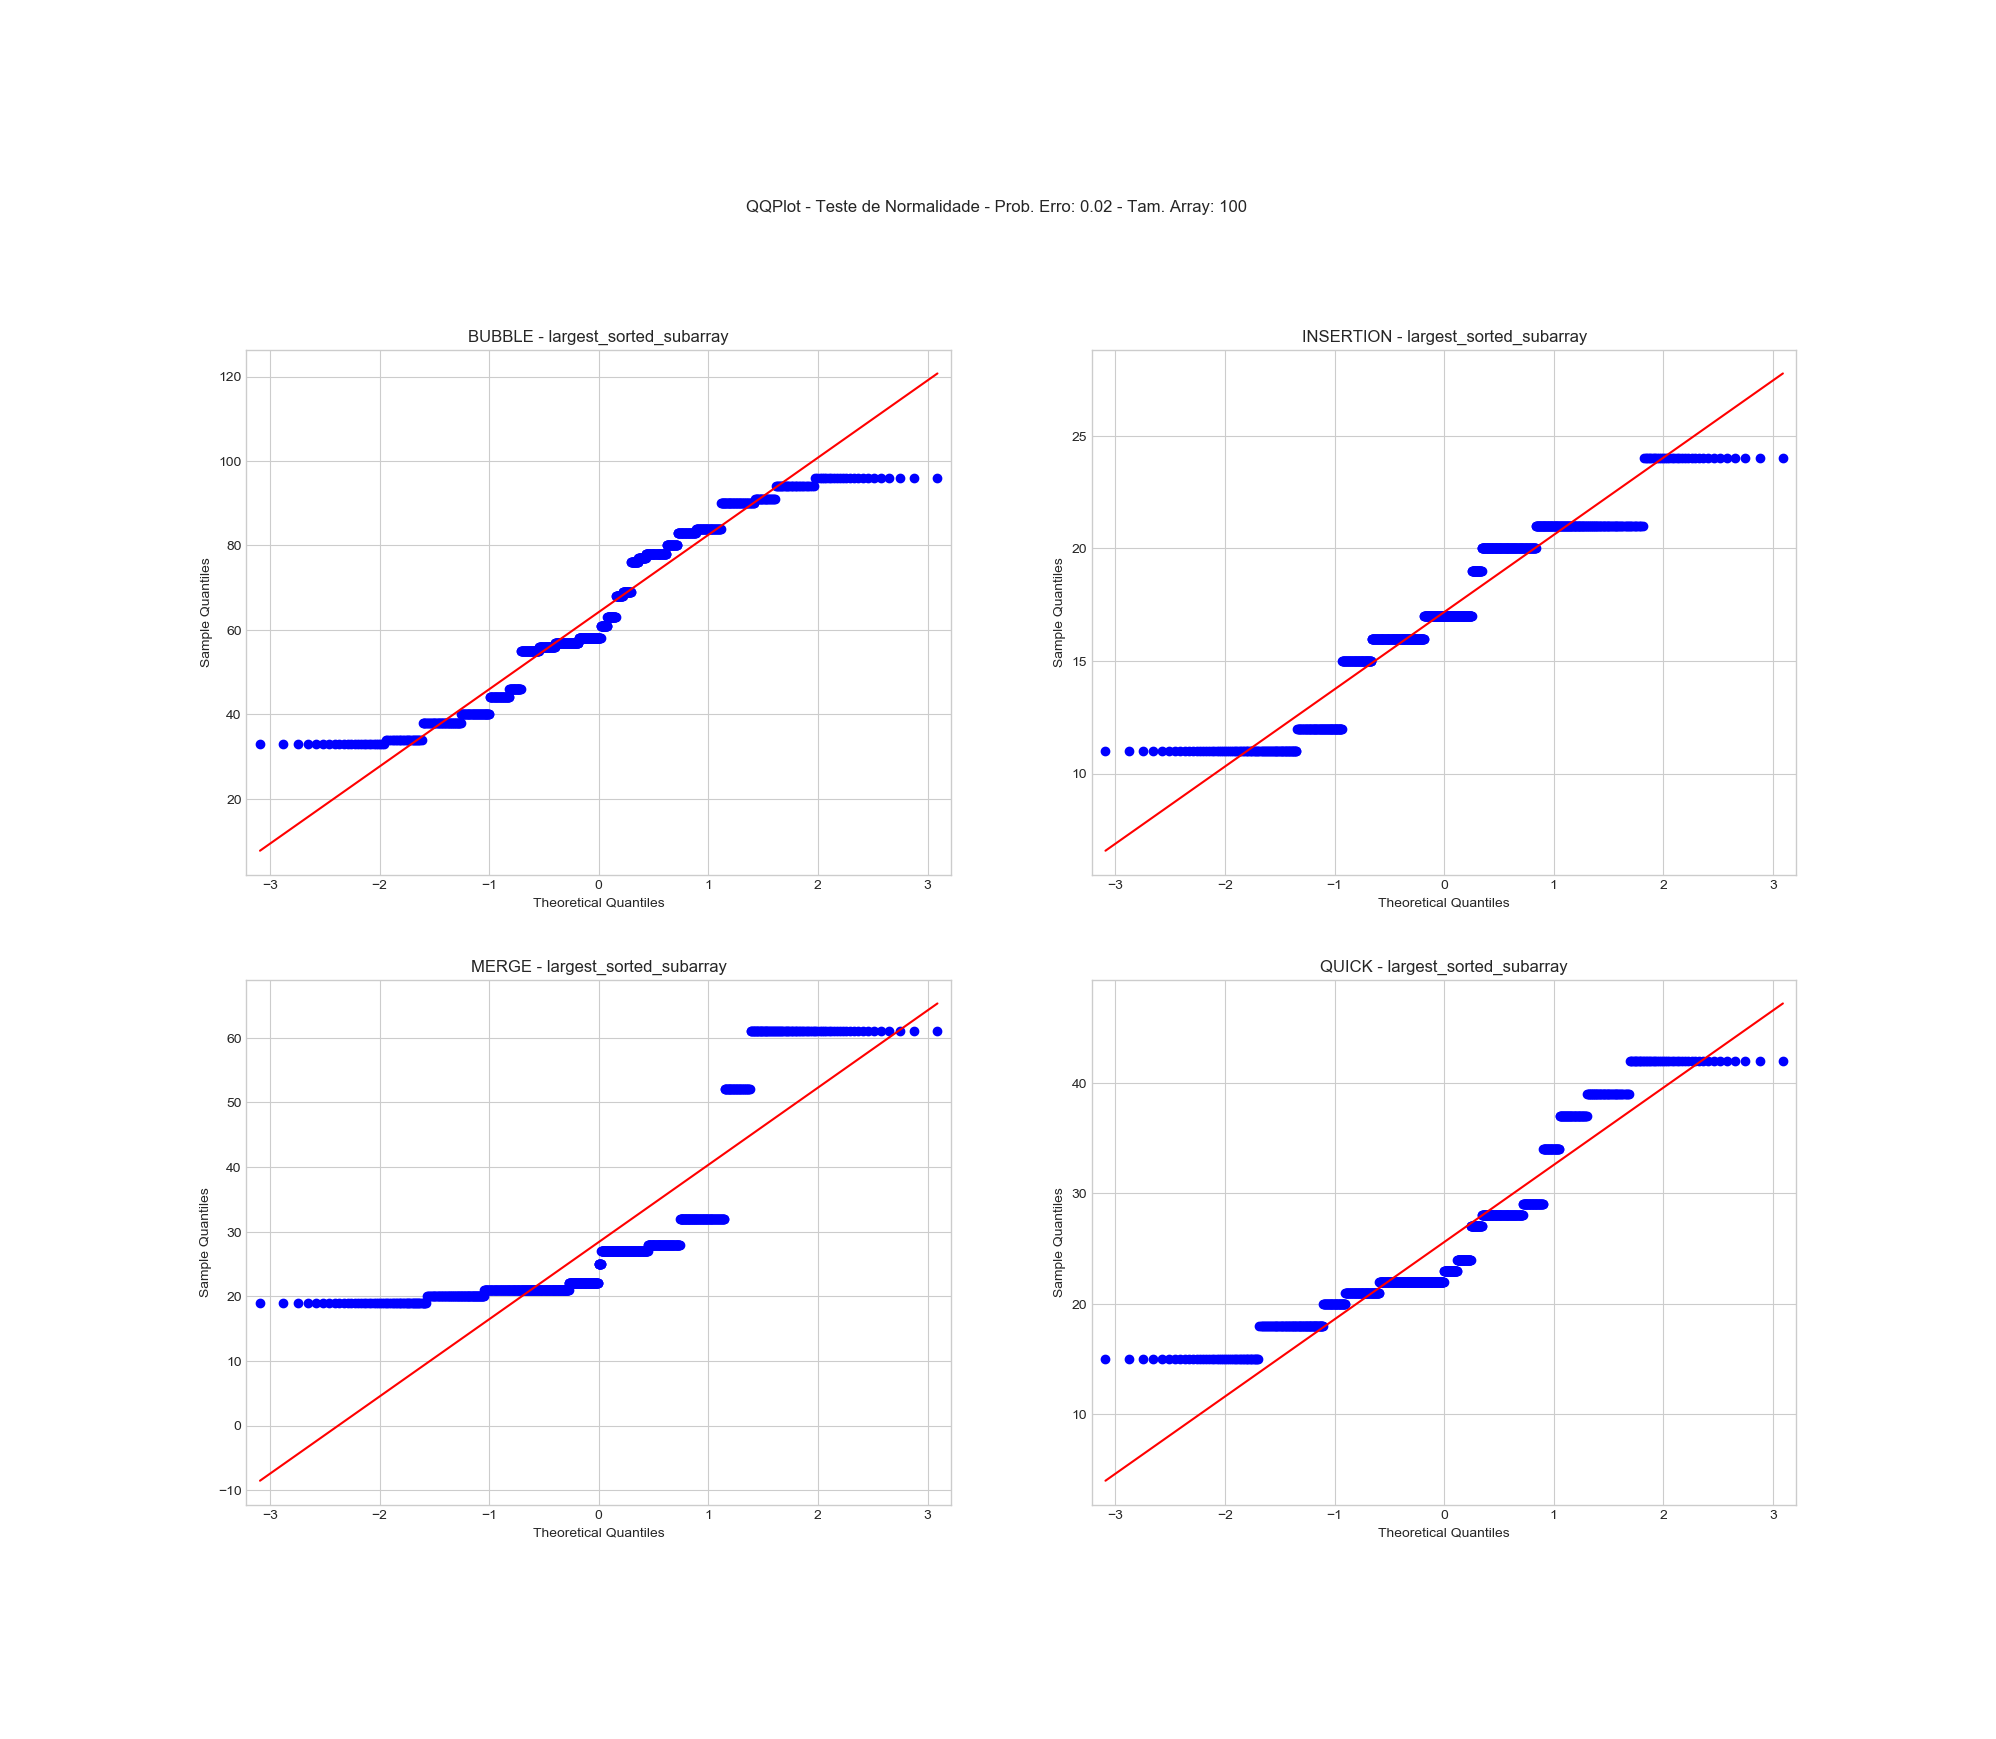 QQPlot - Teste de Normalidade - Prob. Erro: 0.02 - Tam. Array: 100
BUBBLE - largest_sorted_subarray
120
100
80
60
40
20
Sample Quantiles
−3 −2 −1 0 1 2 3
Theoretical Quantiles
INSERTION - largest_sorted_subarray
25
20
15
10
Sample Quantiles
−3 −2 −1 0 1 2 3
Theoretical Quantiles
MERGE - largest_sorted_subarray
60
50
40
30
20
10
0
−10
Sample Quantiles
−3 −2 −1 0 1 2 3
Theoretical Quantiles
QUICK - largest_sorted_subarray
40
30
20
10
Sample Quantiles
−3 −2 −1 0 1 2 3
Theoretical Quantiles